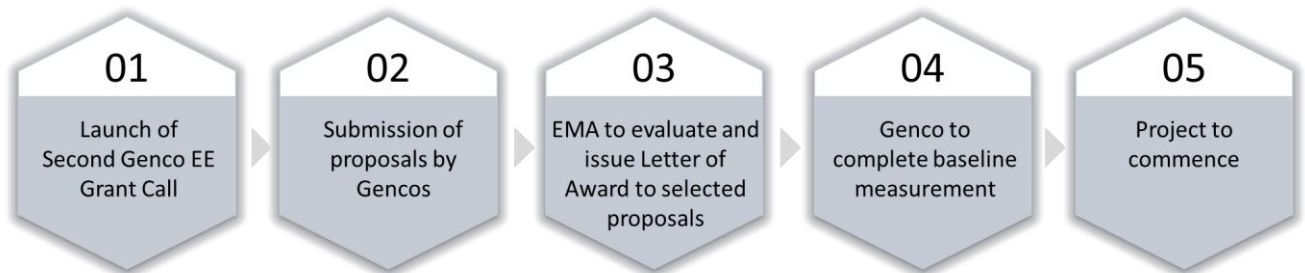 01
Launch of
Second Genco EE
Grant Call
02
Submission of
proposals by
Gencos
03
EMA to evaluate and
issue Letter of
Award to selected
proposals
04
Genco to
complete baseline
measurement
05
Project to
commence